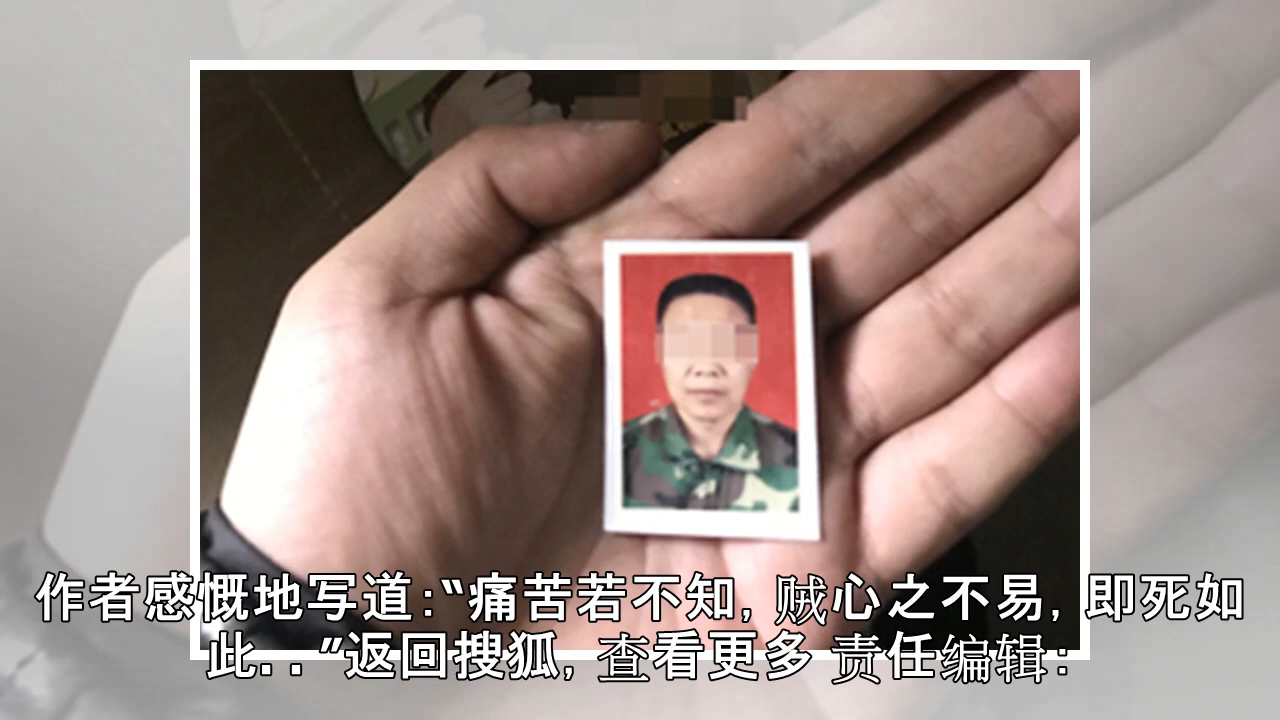 作者感慨地写道:“痛苦若不知, 贼心之不易, 即死如
此. . ”返回搜狐, 查看更多 责任编辑: